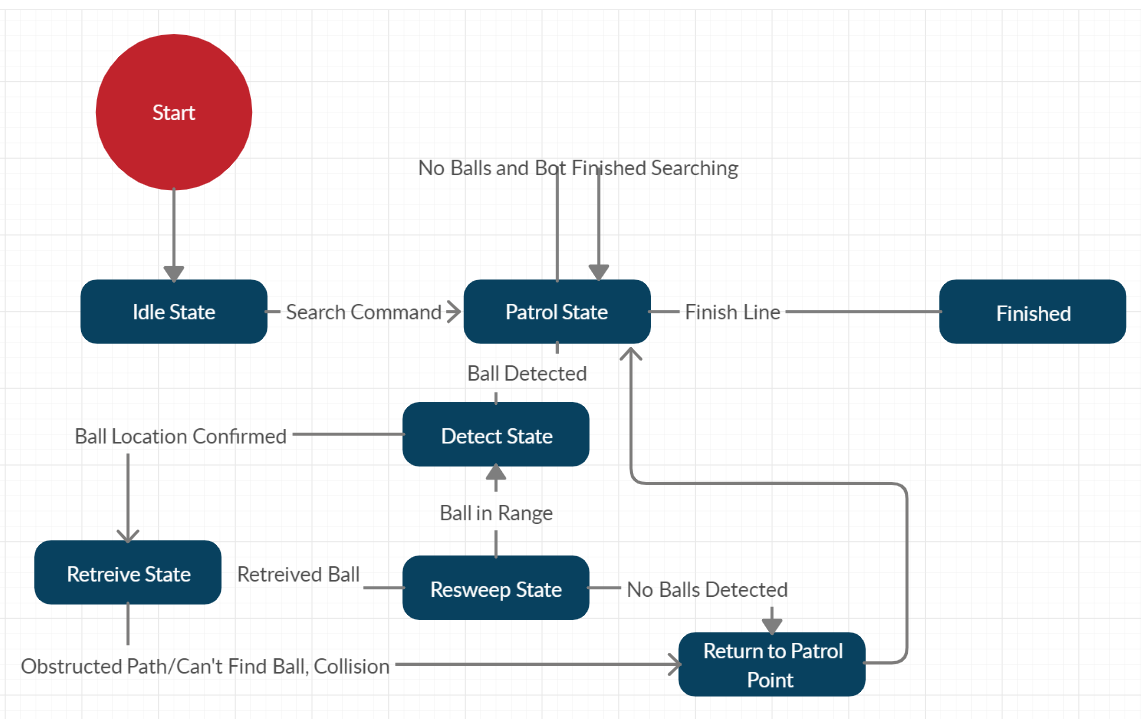 Start
No Balls and Bot Finished Searching
Idle State
Search Command
Patrol State
Finish Line
Finished
Ball Detected
Ball Location Confirmed
Detect State
Ball in Range
Retreive State
Retreived Ball
Resweep State
No Balls Detected
Return to Patrol
Point
Obstructed Path/Can't Find Ball, Collision